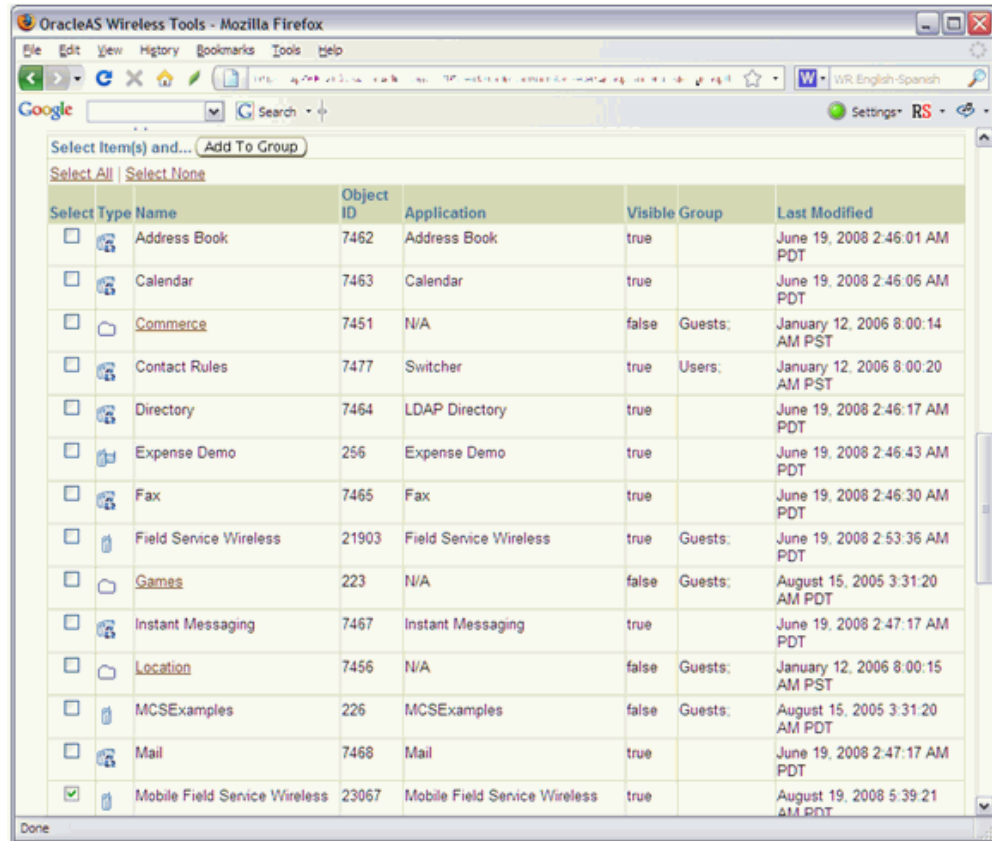 OracleAS Wireless Tools - Mozilla Firefox
File Edit View History Bookmarks Tools Help
W WR English-Spanish
Google G Search Settings RS
Select Item(s) and... Add To Group
Select All | Select None
Select Type Name Object ID Application Visible Group Last Modified
Address Book 7462 Address Book true June 19, 2008 2:46:01 AM PDT
Calendar 7463 Calendar true June 19, 2008 2:46:06 AM PDT
Commerce 7451 N/A false Guests; January 12, 2006 8:00:14 AM PST
Contact Rules 7477 Switcher true Users; January 12, 2006 8:00:20 AM PST
Directory 7464 LDAP Directory true June 19, 2008 2:46:17 AM PDT
Expense Demo 256 Expense Demo true June 19, 2008 2:46:43 AM PDT
Fax 7465 Fax true June 19, 2008 2:46:30 AM PDT
Field Service Wireless 21903 Field Service Wireless true Guests; June 19, 2008 2:53:36 AM PDT
Games 223 N/A false Guests; August 15, 2005 3:31:20 AM PDT
Instant Messaging 7467 Instant Messaging true June 19, 2008 2:47:17 AM PDT
Location 7456 N/A false Guests; January 12, 2006 8:00:15 AM PST
MCSExamples 226 MCSExamples false Guests; August 15, 2005 3:31:20 AM PDT
Mail 7468 Mail true June 19, 2008 2:47:17 AM PDT
Mobile Field Service Wireless 23067 Mobile Field Service Wireless true August 19, 2008 5:39:21 AM PDT
Done